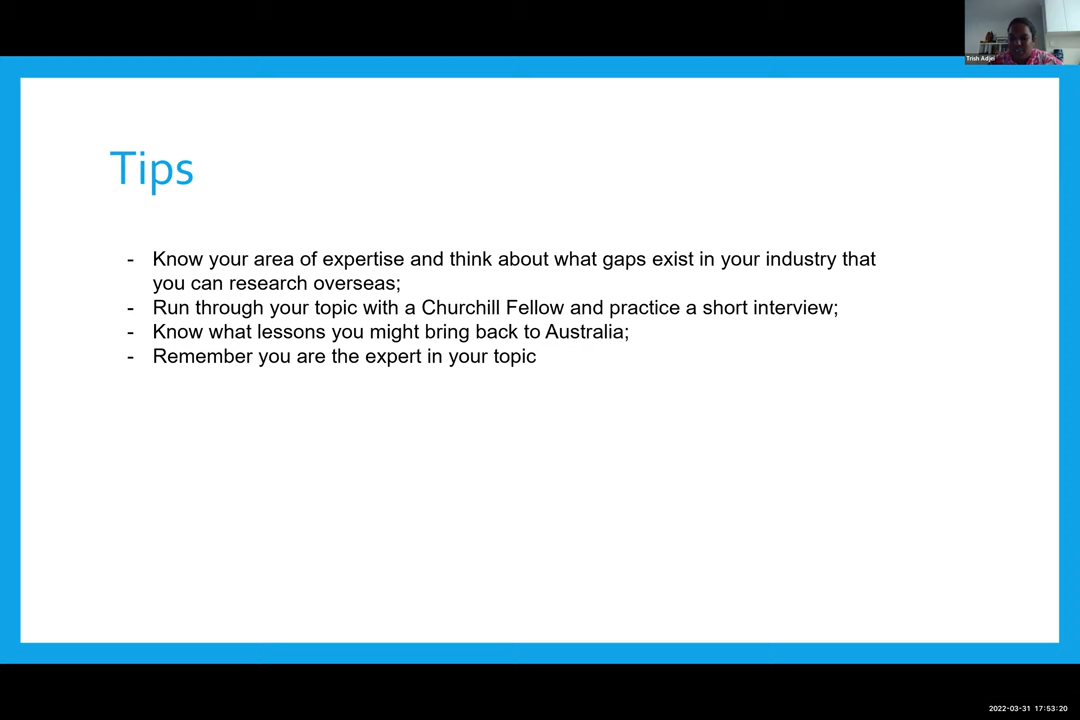 Trish Adjei
Tips
- Know your area of expertise and think about what gaps exist in your industry that
you can research overseas;
- Run through your topic with a Churchill Fellow and practice a short interview;
- Know what lessons you might bring back to Australia;
- Remember you are the expert in your topic
2022-03-31 17:53:20